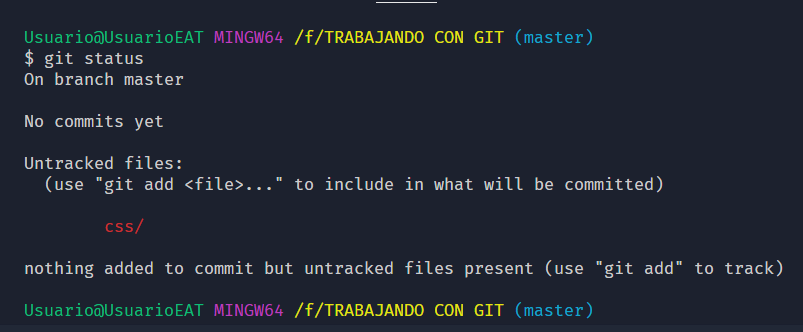 Usuario@UsuarioEAT MINGW64 /f/TRABAJANDO CON GIT (master)
$ git status
On branch master
No commits yet
Untracked files:
(use "git add <file>..." to include in what will be committed)
css/
nothing added to commit but untracked files present (use "git add" to track)
Usuario@UsuarioEAT MINGW64 /f/TRABAJANDO CON GIT (master)